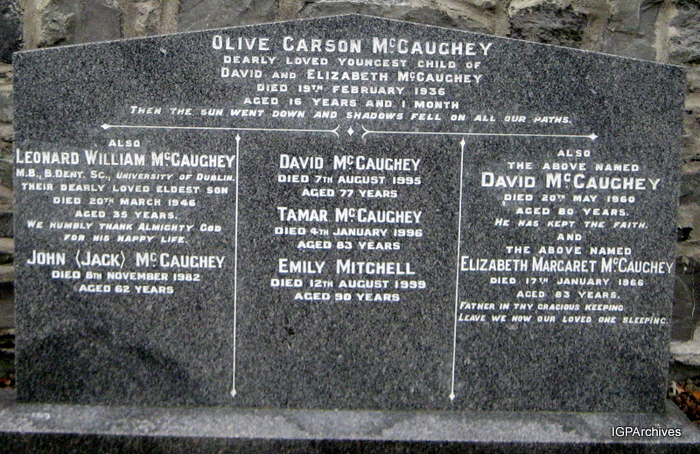 OLIVE CARSON McCAUGHEY
DEARLY LOVED YOUNGEST CHILD OF
DAVID AND ELIZABETH McCAUGHEY
DIED 19TH FEBRUARY 1936
AGED 16 YEARS AND 1 MONTH
THEN THE SUN WENT DOWN AND SHADOWS FELL ON ALL OUR PATHS.
ALSO
LEONARD WILLIAM McCAUGHEY
M.B., B.DENT. SC., UNIVERSITY OF DUBLIN.
THEIR DEARLY LOVED ELDEST SON
DIED 20TH MARCH 1946
AGED 35 YEARS.
WE HUMBLY THANK ALMIGHTY GOD
FOR HIS HAPPY LIFE.
JOHN (JACK) McCAUGHEY
DIED 8TH NOVEMBER 1982
AGED 62 YEARS
DAVID McCAUGHEY
DIED 7TH AUGUST 1995
AGED 77 YEARS
TAMAR McCAUGHEY
DIED 4TH JANUARY 1996
AGED 83 YEARS
EMILY MITCHELL
DIED 12TH AUGUST 1999
AGED 90 YEARS
ALSO
THE ABOVE NAMED
DAVID McCAUGHEY
DIED 20TH MAY 1960
AGED 80 YEARS.
HE HAS KEPT THE FAITH.
AND
THE ABOVE NAMED
ELIZABETH MARGARET McCAUGHEY
DIED 17TH JANUARY 1966
AGED 83 YEARS.
FATHER IN THY GRACIOUS KEEPING
LEAVE WE NOW OUR LOVED ONE SLEEPING.
IGPArchives